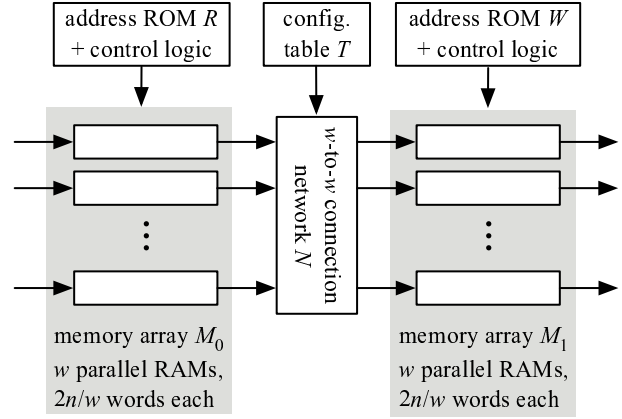 address ROM R
+ control logic
config.
table T
address ROM W
+ control logic
w-to-w connection
network N
memory array M₀
w parallel RAMs,
2n/w words each
memory array M₁
w parallel RAMs,
2n/w words each